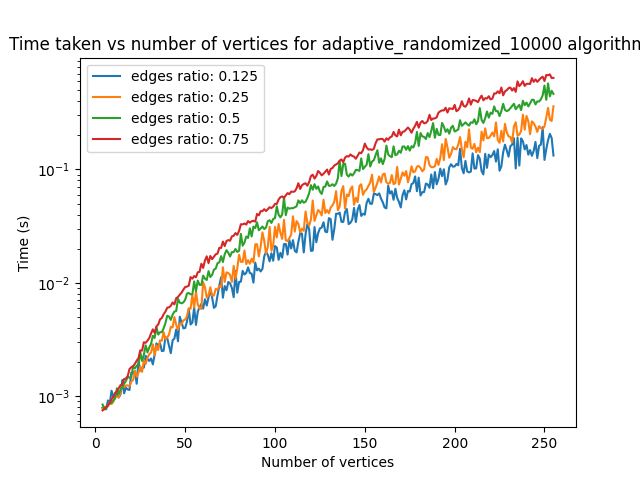 Time taken vs number of vertices for adaptive_randomized_10000 algorithm
edges ratio: 0.125
edges ratio: 0.25
edges ratio: 0.5
edges ratio: 0.75
10⁻¹
10⁻²
10⁻³
Time (s)
0 50 100 150 200 250
Number of vertices